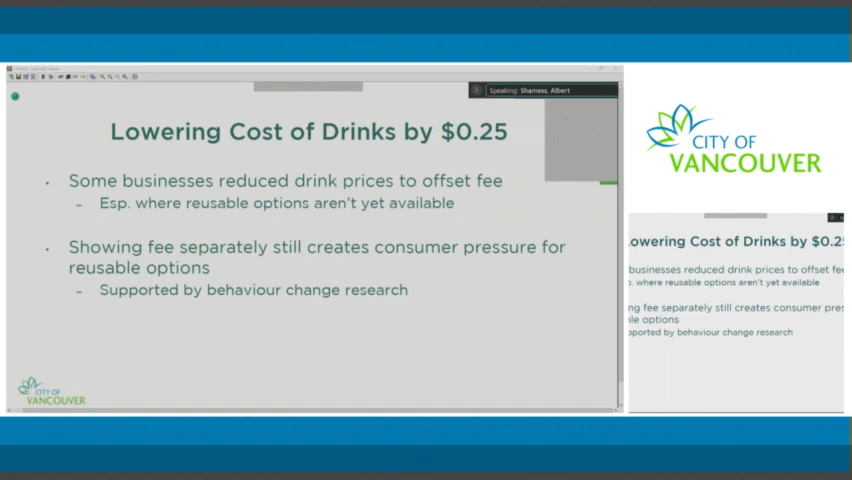 Speaking: Shamess, Albert
Lowering Cost of Drinks by $0.25
• Some businesses reduced drink prices to offset fee
– Esp. where reusable options aren't yet available
• Showing fee separately still creates consumer pressure for
reusable options
– Supported by behaviour change research
CITY OF
VANCOUVER
CITY OF
VANCOUVER
owering Cost of Drinks by $0.2
businesses reduced drink prices to offset fee
. where reusable options aren't yet available
ng fee separately still creates consumer pres
le options
pported by behaviour change research